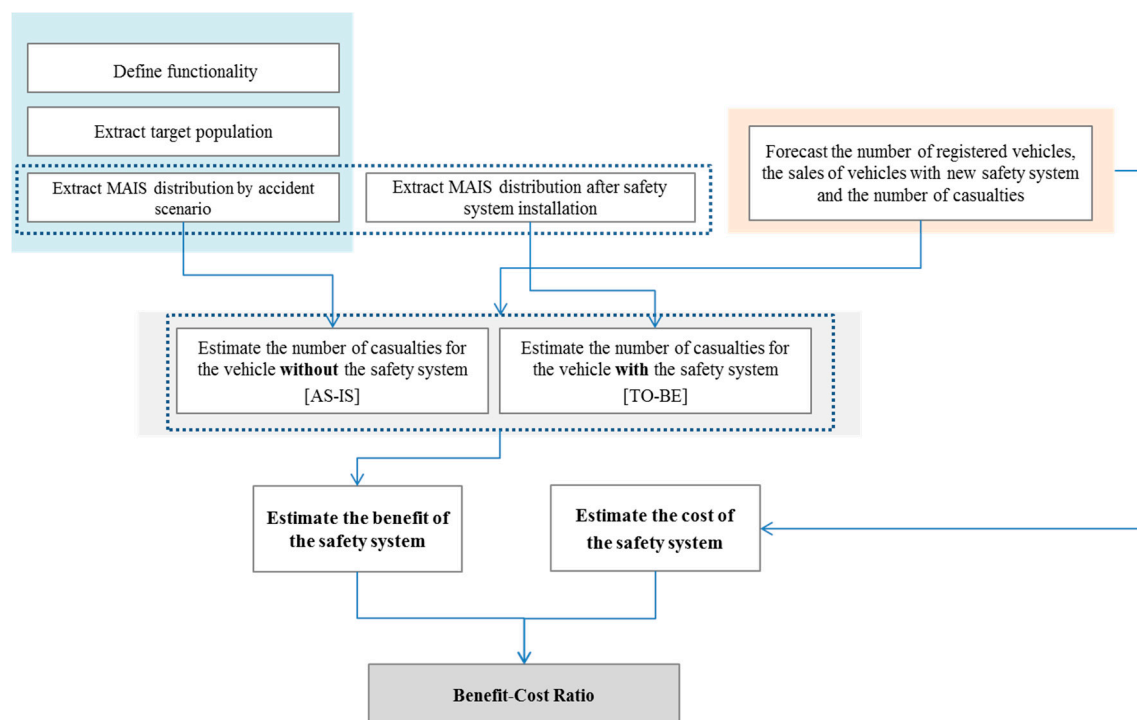 Define functionality
Extract target population
Extract MAIS distribution by accident
scenario
Extract MAIS distribution after safety
system installation
Forecast the number of registered vehicles,
the sales of vehicles with new safety system
and the number of casualties
Estimate the number of casualties for
the vehicle without the safety system
[AS-IS]
Estimate the number of casualties for
the vehicle with the safety system
[TO-BE]
Estimate the benefit of
the safety system
Estimate the cost of
the safety system
Benefit-Cost Ratio